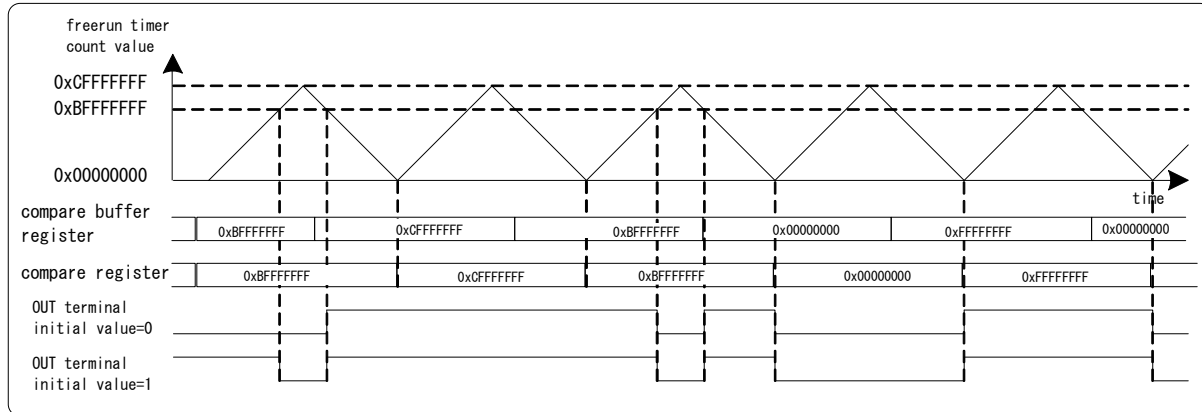 freerun timer
count value
0xCFFFFFFF
0xBFFFFFFF
0x00000000
time
compare buffer
register
0xBFFFFFFF 0xCFFFFFFF 0xBFFFFFFF 0x00000000 0xFFFFFFFF 0x00000000
compare register
0xBFFFFFFF 0xCFFFFFFF 0xBFFFFFFF 0x00000000 0xFFFFFFFF
OUT terminal
initial value=0
OUT terminal
initial value=1